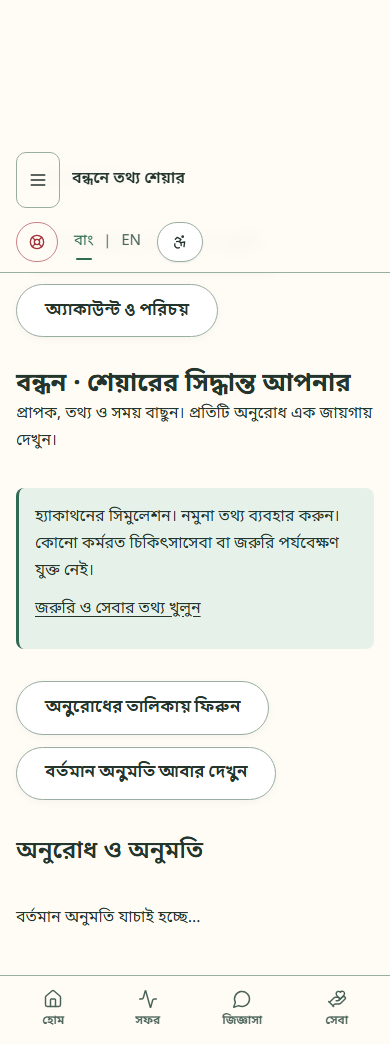 বন্ধনে তথ্য শেয়ার
বাং | EN
অ্যাকাউন্ট ও পরিচয়
বন্ধন · শেয়ারের সিদ্ধান্ত আপনার
প্রাপক, তথ্য ও সময় বাছুন। প্রতিটি অনুরোধ এক জায়গায়
দেখুন।
হ্যাকাথনের সিমুলেশন। নমুনা তথ্য ব্যবহার করুন।
কোনো কর্মরত চিকিৎসাসেবা বা জরুরি পর্যবেক্ষণ
যুক্ত নেই।
জরুরি ও সেবার তথ্য খুলুন
অনুরোধের তালিকায় ফিরুন
বর্তমান অনুমতি আবার দেখুন
অনুরোধ ও অনুমতি
বর্তমান অনুমতি যাচাই হচ্ছে…
হোম
সফর
জিজ্ঞাসা
সেবা